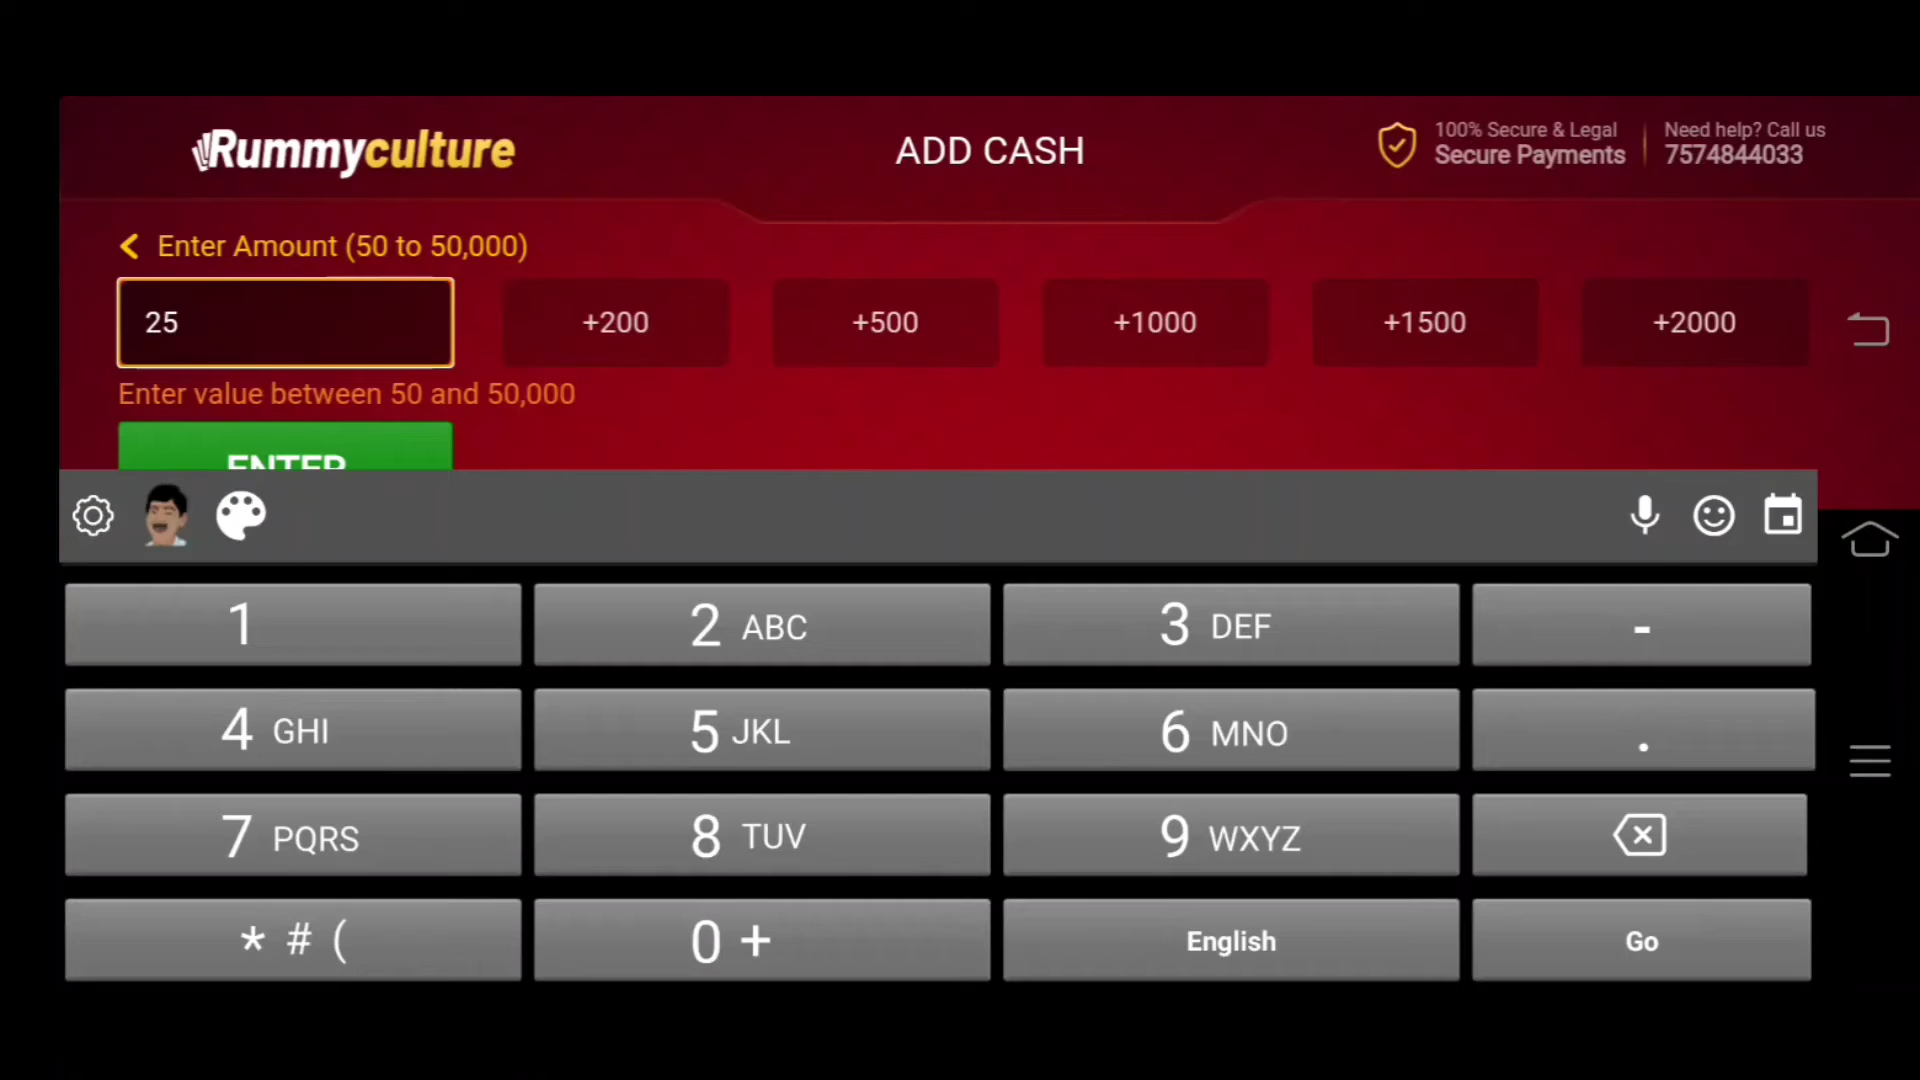 Rummyculture
ADD CASH
100% Secure & Legal
Secure Payments
Need help? Call us
7574844033
Enter Amount (50 to 50,000)
25
+200
+500
+1000
+1500
+2000
Enter value between 50 and 50,000
ENTER
1
2 ABC
3 DEF
-
4 GHI
5 JKL
6 MNO
.
7 PQRS
8 TUV
9 WXYZ
* # (
0 +
English
Go